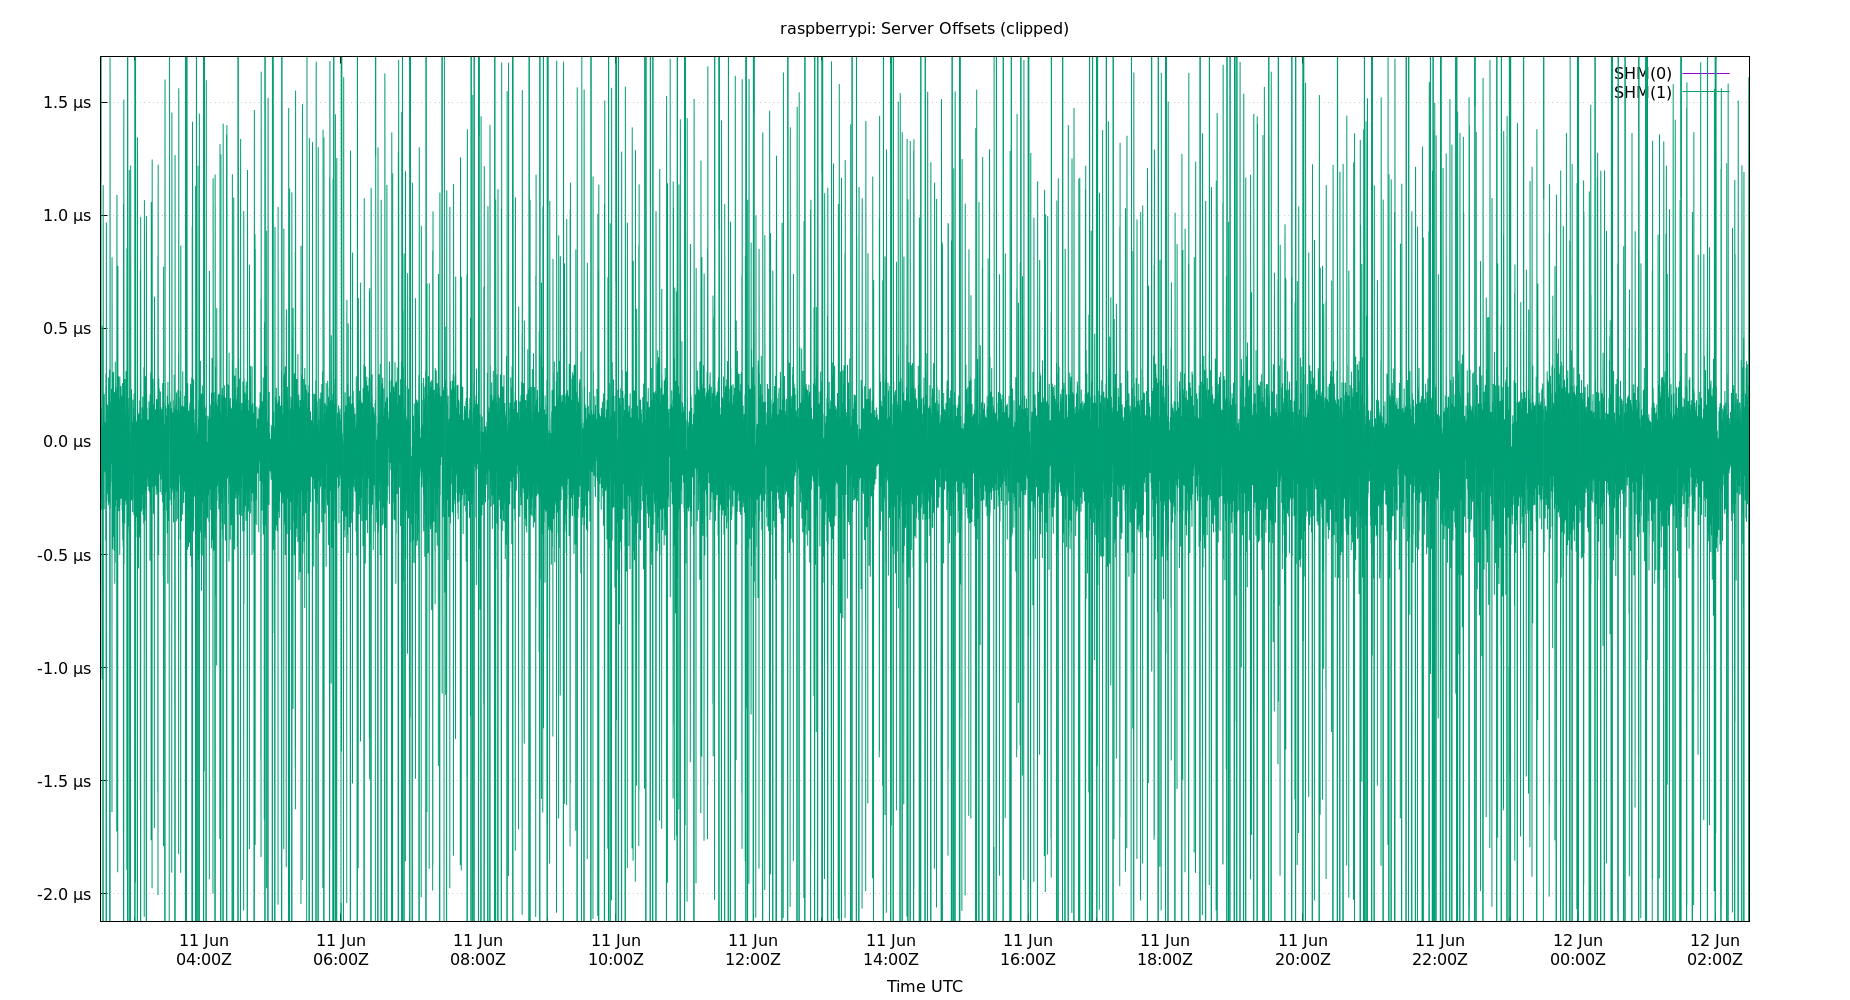 raspberrypi: Server Offsets (clipped)
SHM(0)
SHM(1)
1.5 µs
1.0 µs
0.5 µs
0.0 µs
-0.5 µs
-1.0 µs
-1.5 µs
-2.0 µs
11 Jun 11 Jun 11 Jun 11 Jun 11 Jun 11 Jun 11 Jun 11 Jun 11 Jun 11 Jun 12 Jun 12 Jun
04:00Z 06:00Z 08:00Z 10:00Z 12:00Z 14:00Z 16:00Z 18:00Z 20:00Z 22:00Z 00:00Z 02:00Z
Time UTC